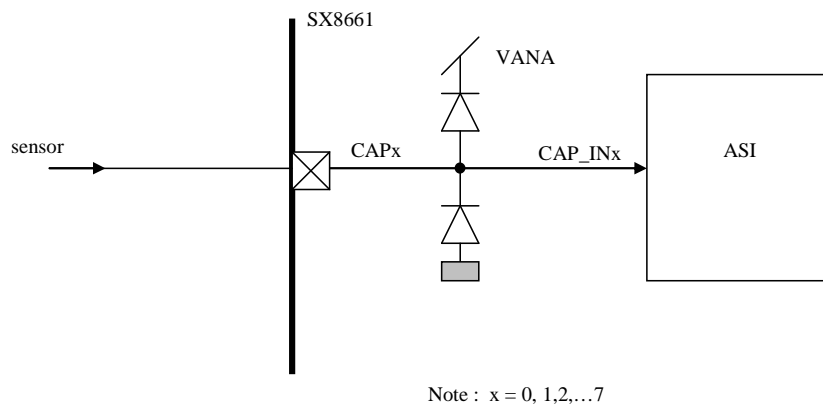 SX8661
VANA
sensor
CAPx
CAP_INx
ASI
Note : x = 0, 1,2,…7